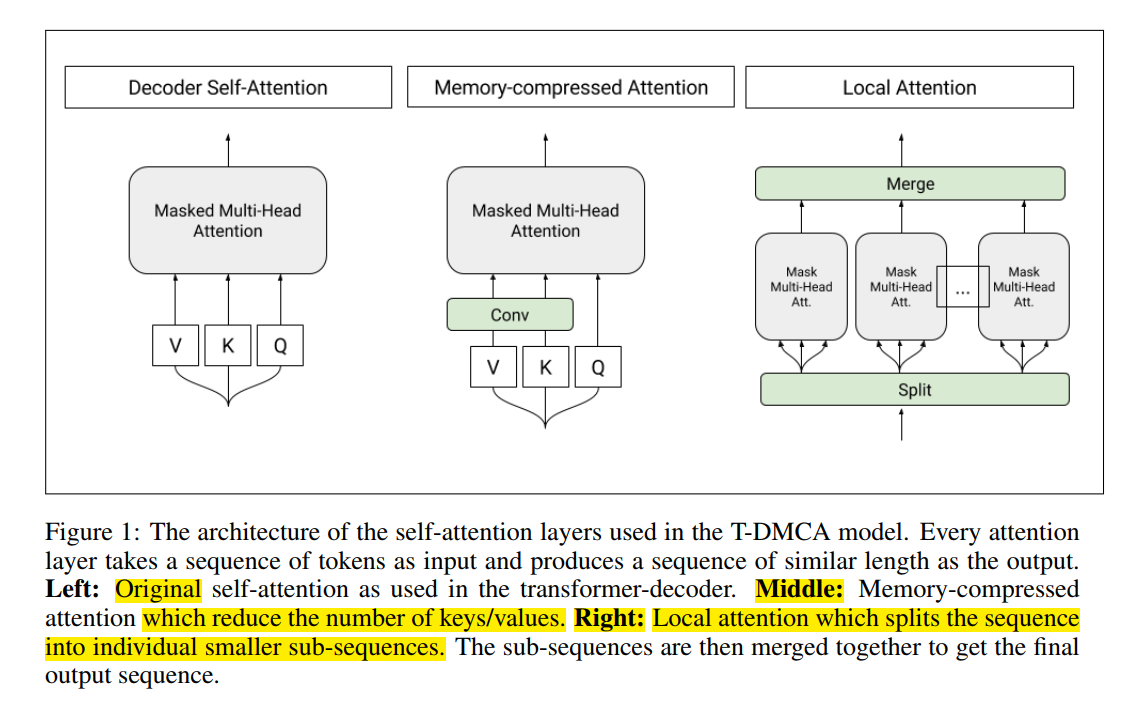 Decoder Self-Attention
Memory-compressed Attention
Local Attention
Masked Multi-Head
Attention
V K Q
Masked Multi-Head
Attention
Conv
V K Q
Merge
Mask
Multi-Head
Att.
Mask
Multi-Head
Att.
...
Mask
Multi-Head
Att.
Split
Figure 1: The architecture of the self-attention layers used in the T-DMCA model. Every attention
layer takes a sequence of tokens as input and produces a sequence of similar length as the output.
Left: Original self-attention as used in the transformer-decoder. Middle: Memory-compressed
attention which reduce the number of keys/values. Right: Local attention which splits the sequence
into individual smaller sub-sequences. The sub-sequences are then merged together to get the final
output sequence.